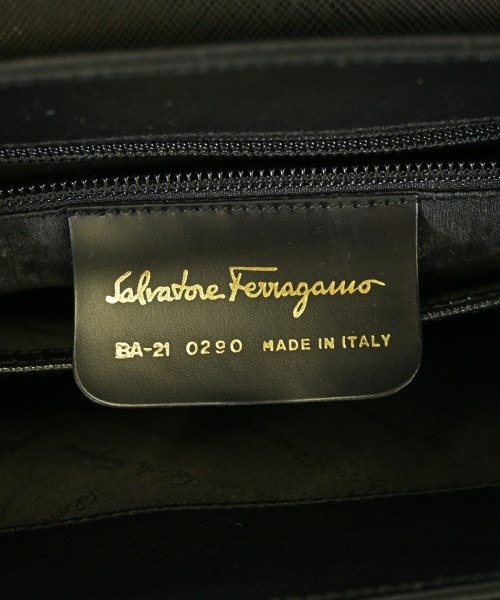 Salvatore Ferragamo
BA-21 0290 MADE IN ITALY